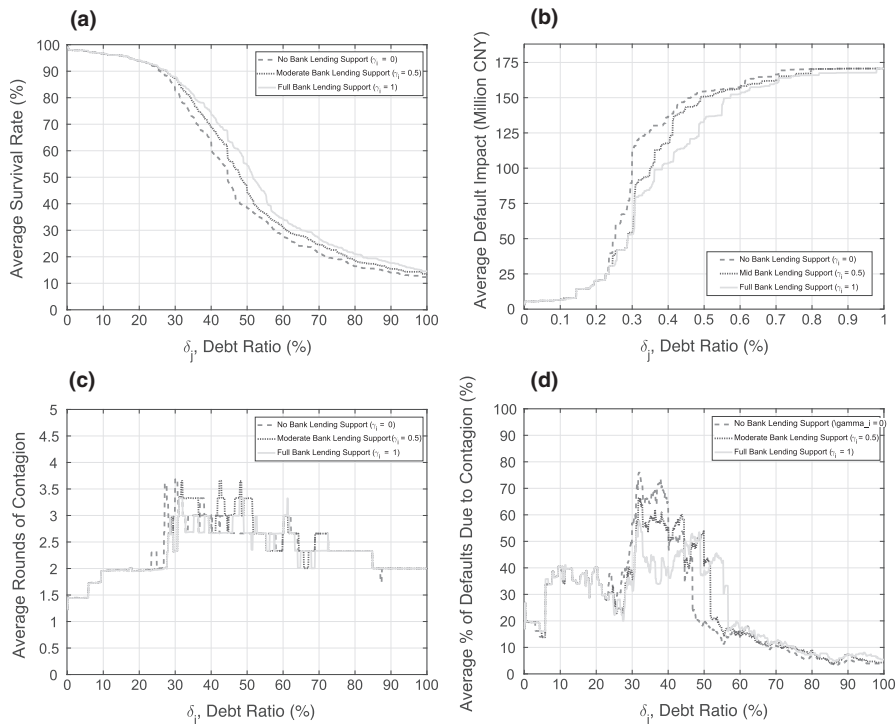 (a)
Average Survival Rate (%)
100
90
80
70
60
50
40
30
20
10
0
No Bank Lending Support (γi = 0)
Moderate Bank Lending Support (γi = 0.5)
Full Bank Lending Support (γi = 1)
0 10 20 30 40 50 60 70 80 90 100
δj, Debt Ratio (%)
(b)
Average Default Impact (Million CNY)
175
150
125
100
75
50
25
0
No Bank Lending Support (γi = 0)
Mid Bank Lending Support (γi = 0.5)
Full Bank Lending Support (γi = 1)
0 0.1 0.2 0.3 0.4 0.5 0.6 0.7 0.8 0.9 1
δj, Debt Ratio (%)
(c)
Average Rounds of Contagion
5
4.5
4
3.5
3
2.5
2
1.5
1
0.5
0
No Bank Lending Support (γi = 0)
Moderate Bank Lending Support (γi = 0.5)
Full Bank Lending Support (γi = 1)
0 10 20 30 40 50 60 70 80 90 100
δj, Debt Ratio (%)
(d)
Average % of Defaults Due to Contagion (%)
100
90
80
70
60
50
40
30
20
10
0
No Bank Lending Support (\gamma_i = 0)
Moderate Bank Lending Support (γi = 0.5)
Full Bank Lending Support (γi = 1)
0 10 20 30 40 50 60 70 80 90 100
δj, Debt Ratio (%)